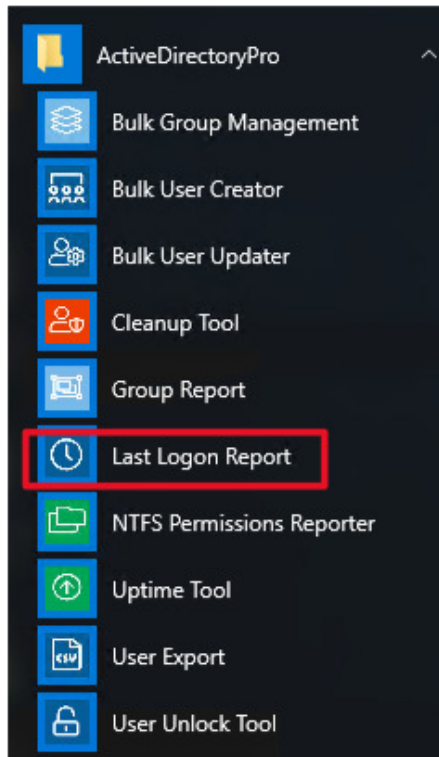 ActiveDirectoryPro
Bulk Group Management
Bulk User Creator
Bulk User Updater
Cleanup Tool
Group Report
Last Logon Report
NTFS Permissions Reporter
Uptime Tool
CSV
User Export
User Unlock Tool